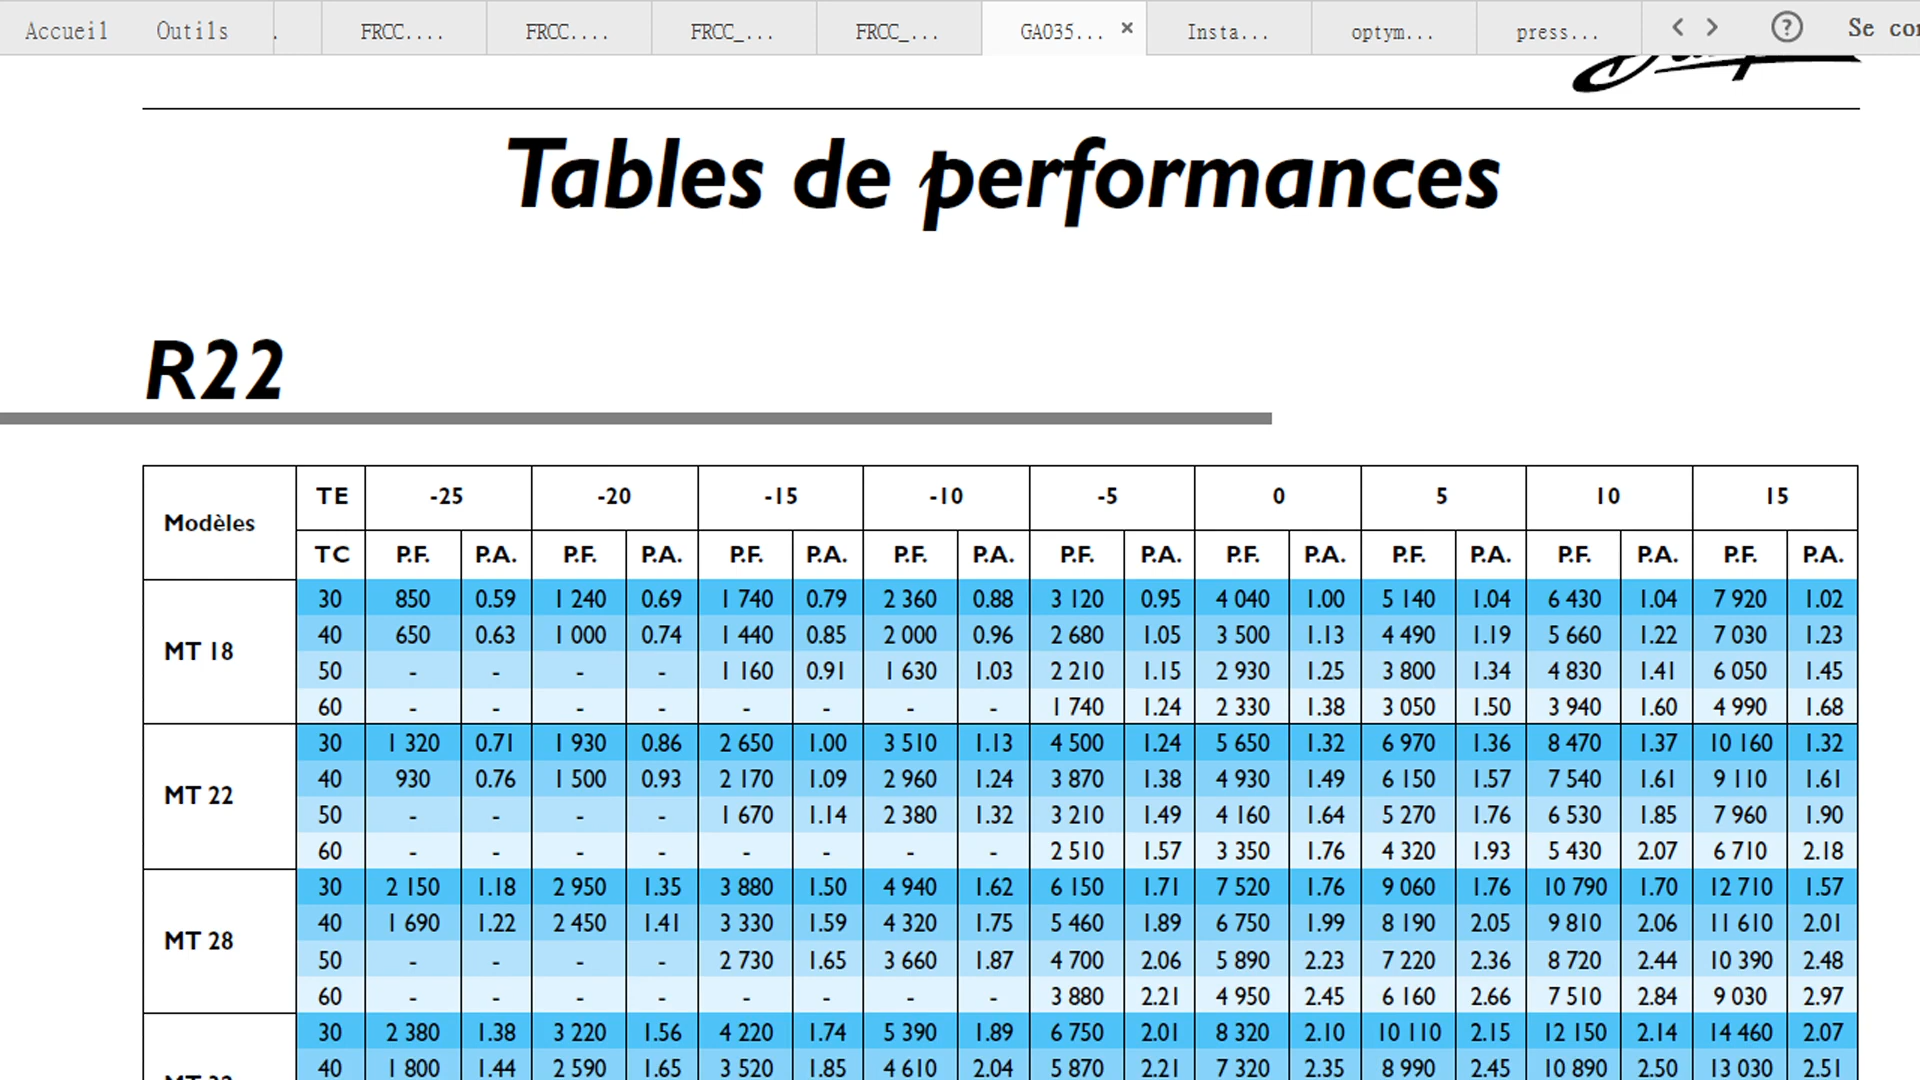 Accueil Outils . FRCC.... FRCC.... FRCC_... FRCC_... GA035... × Insta... optym... press... < > ? Se co
Tables de performances
R22
Modèles TE -25 -20 -15 -10 -5 0 5 10 15
TC P.F. P.A. P.F. P.A. P.F. P.A. P.F. P.A. P.F. P.A. P.F. P.A. P.F. P.A. P.F. P.A. P.F. P.A.
MT 18
30 850 0.59 1 240 0.69 1 740 0.79 2 360 0.88 3 120 0.95 4 040 1.00 5 140 1.04 6 430 1.04 7 920 1.02
40 650 0.63 1 000 0.74 1 440 0.85 2 000 0.96 2 680 1.05 3 500 1.13 4 490 1.19 5 660 1.22 7 030 1.23
50 - - - - 1 160 0.91 1 630 1.03 2 210 1.15 2 930 1.25 3 800 1.34 4 830 1.41 6 050 1.45
60 - - - - - - - - 1 740 1.24 2 330 1.38 3 050 1.50 3 940 1.60 4 990 1.68
MT 22
30 1 320 0.71 1 930 0.86 2 650 1.00 3 510 1.13 4 500 1.24 5 650 1.32 6 970 1.36 8 470 1.37 10 160 1.32
40 930 0.76 1 500 0.93 2 170 1.09 2 960 1.24 3 870 1.38 4 930 1.49 6 150 1.57 7 540 1.61 9 110 1.61
50 - - - - 1 670 1.14 2 380 1.32 3 210 1.49 4 160 1.64 5 270 1.76 6 530 1.85 7 960 1.90
60 - - - - - - - - 2 510 1.57 3 350 1.76 4 320 1.93 5 430 2.07 6 710 2.18
MT 28
30 2 150 1.18 2 950 1.35 3 880 1.50 4 940 1.62 6 150 1.71 7 520 1.76 9 060 1.76 10 790 1.70 12 710 1.57
40 1 690 1.22 2 450 1.41 3 330 1.59 4 320 1.75 5 460 1.89 6 750 1.99 8 190 2.05 9 810 2.06 11 610 2.01
50 - - - - 2 730 1.65 3 660 1.87 4 700 2.06 5 890 2.23 7 220 2.36 8 720 2.44 10 390 2.48
60 - - - - - - - - 3 880 2.21 4 950 2.45 6 160 2.66 7 510 2.84 9 030 2.97
30 2 380 1.38 3 220 1.56 4 220 1.74 5 390 1.89 6 750 2.01 8 320 2.10 10 110 2.15 12 150 2.14 14 460 2.07
40 1 800 1.44 2 590 1.65 3 520 1.85 4 610 2.04 5 870 2.21 7 320 2.35 8 990 2.45 10 890 2.50 13 030 2.51